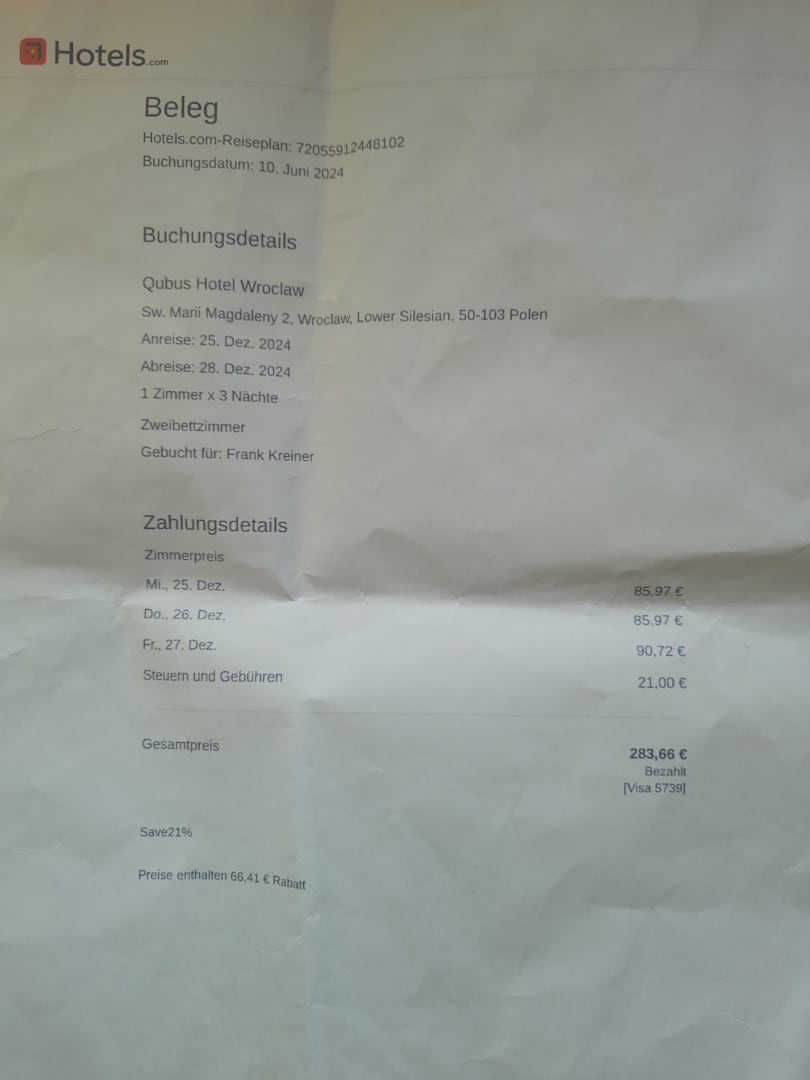 Hotels.com
Beleg
Hotels.com-Reiseplan: 72055912448102
Buchungsdatum: 10. Juni 2024
Buchungsdetails
Qubus Hotel Wroclaw
Sw. Marii Magdaleny 2, Wroclaw, Lower Silesian, 50-103 Polen
Anreise: 25. Dez. 2024
Abreise: 28. Dez. 2024
1 Zimmer x 3 Nächte
Zweibettzimmer
Gebucht für: Frank Kreiner
Zahlungsdetails
Zimmerpreis
Mi., 25. Dez. 85,97 €
Do., 26. Dez. 85,97 €
Fr., 27. Dez. 90,72 €
Steuern und Gebühren 21,00 €
Gesamtpreis 283,66 €
Bezahlt
[Visa 5739]
Save21%
Preise enthalten 66,41 € Rabatt